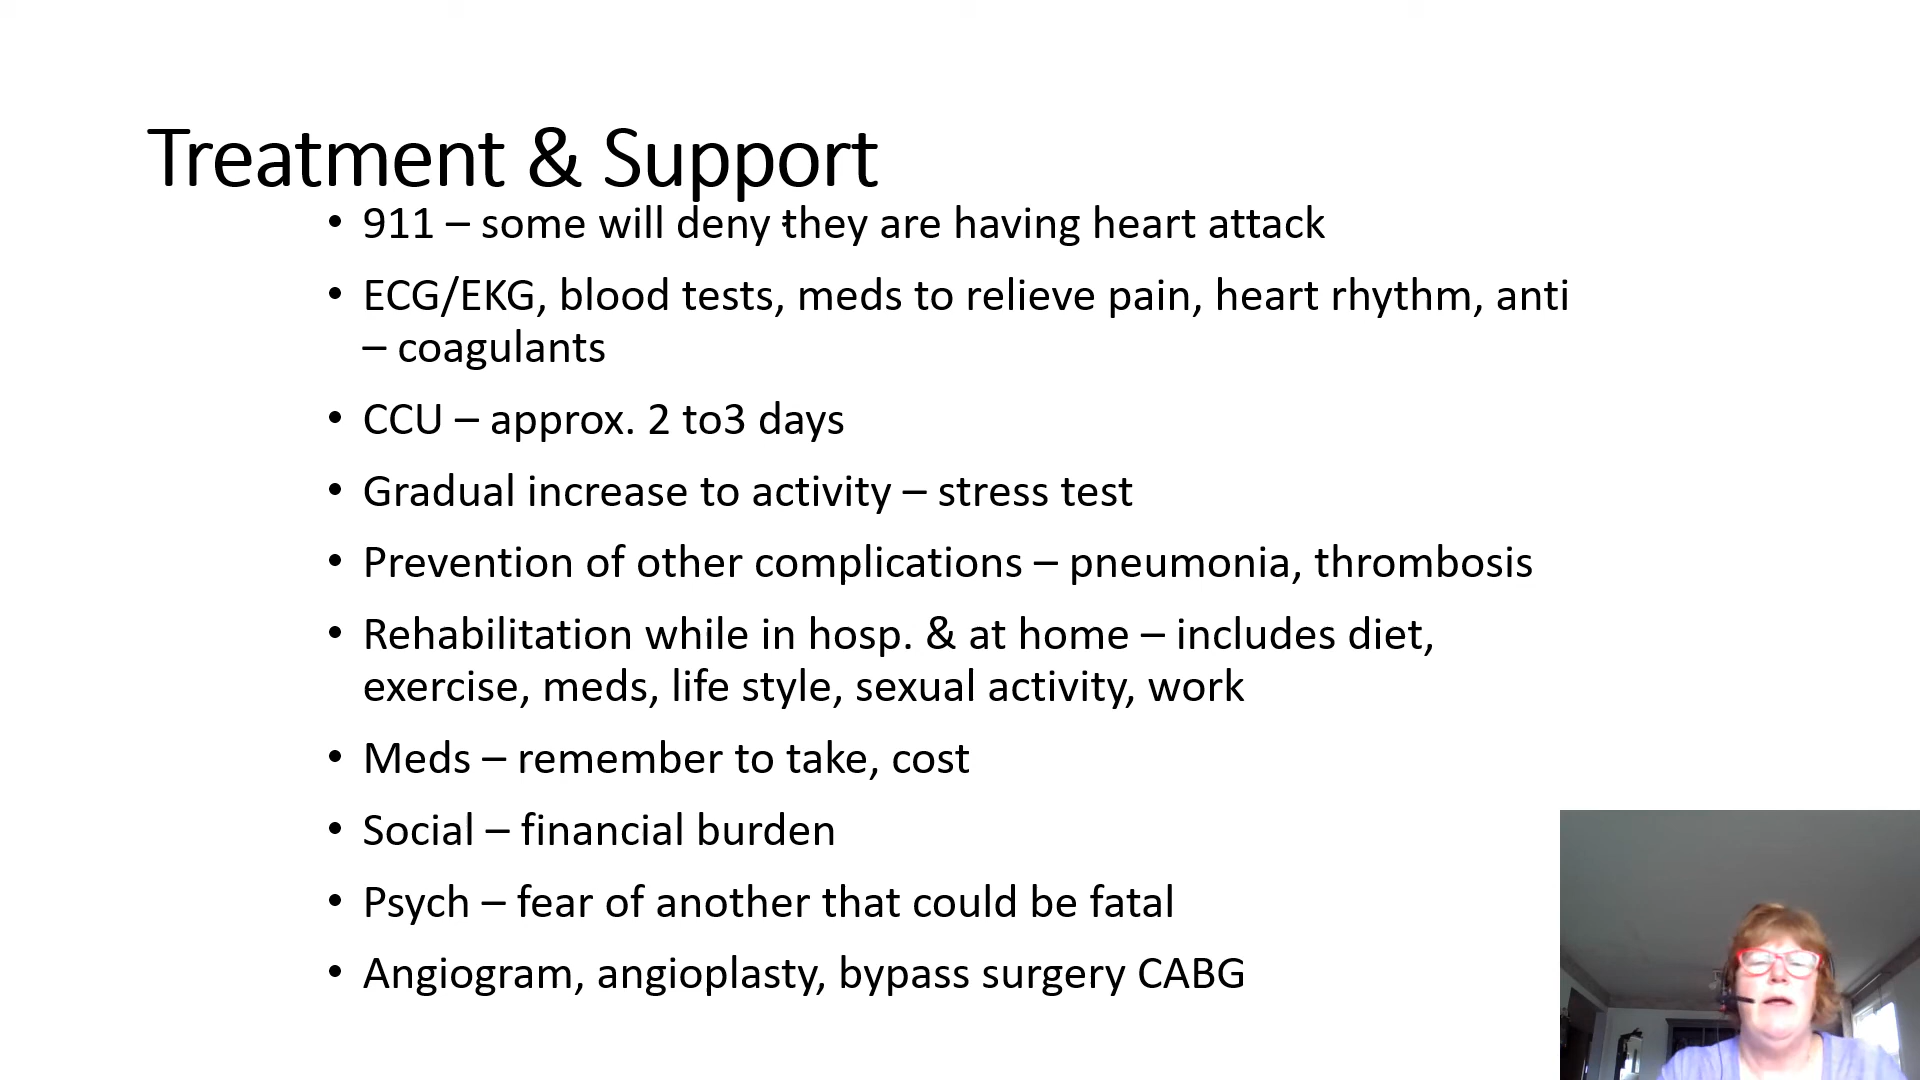 Treatment & Support
• 911 – some will deny they are having heart attack
• ECG/EKG, blood tests, meds to relieve pain, heart rhythm, anti
– coagulants
• CCU – approx. 2 to3 days
• Gradual increase to activity – stress test
• Prevention of other complications – pneumonia, thrombosis
• Rehabilitation while in hosp. & at home – includes diet,
exercise, meds, life style, sexual activity, work
• Meds – remember to take, cost
• Social – financial burden
• Psych – fear of another that could be fatal
• Angiogram, angioplasty, bypass surgery CABG